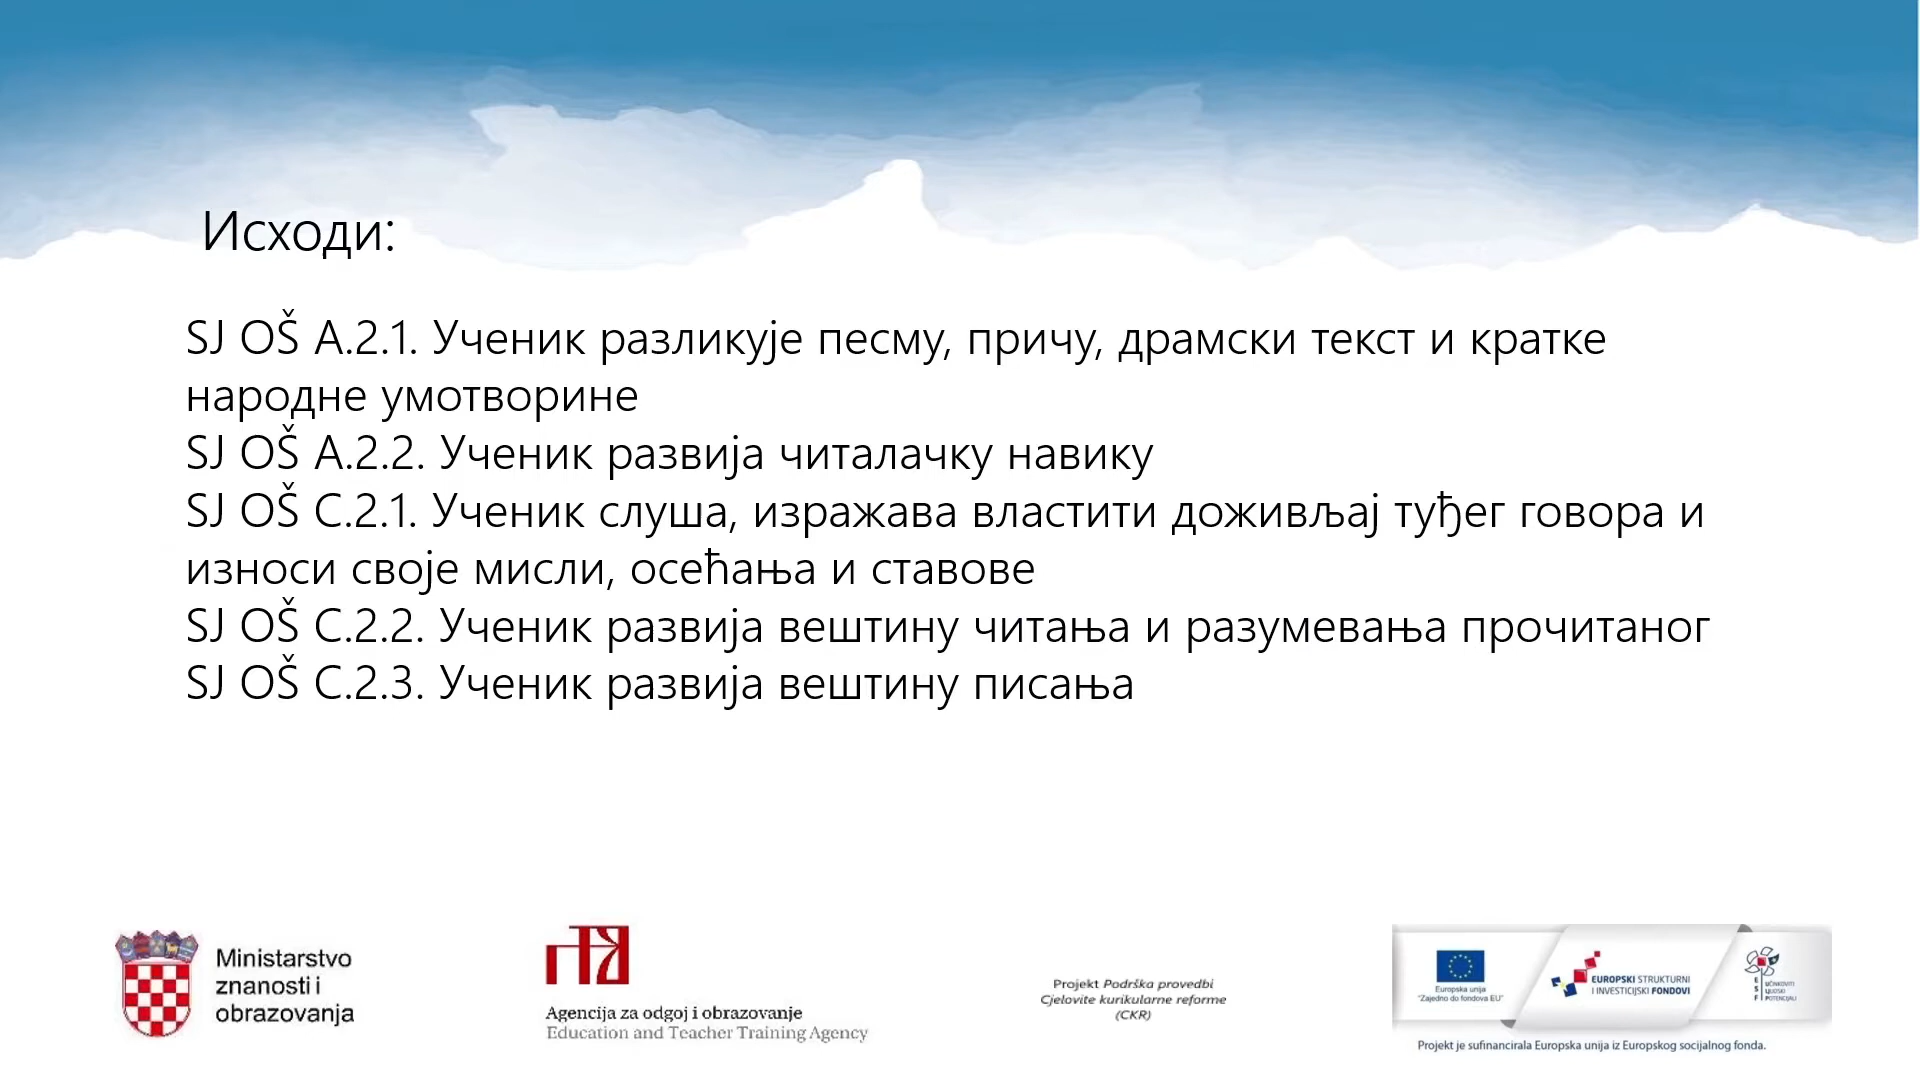 Исходи:
SJ OŠ A.2.1. Ученик разликује песму, причу, драмски текст и кратке
народне умотворине
SJ OŠ A.2.2. Ученик развија читалачку навику
SJ OŠ C.2.1. Ученик слуша, изражава властити доживљај туђег говора и
износи своје мисли, осећања и ставове
SJ OŠ C.2.2. Ученик развија вештину читања и разумевања прочитаног
SJ OŠ C.2.3. Ученик развија вештину писања
Ministarstvo
znanosti i
obrazovanja
Agencija za odgoj i obrazovanje
Education and Teacher Training Agency
Projekt Podrška provedbi
Cjelovite kurikularne reforme
(CKR)
Europska unija
"Zajedno do fondova EU"
EUROPSKI STRUKTURNI
I INVESTICIJSKI FONDOVI
ESF
UČINKOVITI
LJUDSKI
POTENCIJALI
Projekt je sufinancirala Europska unija iz Europskog socijalnog fonda.